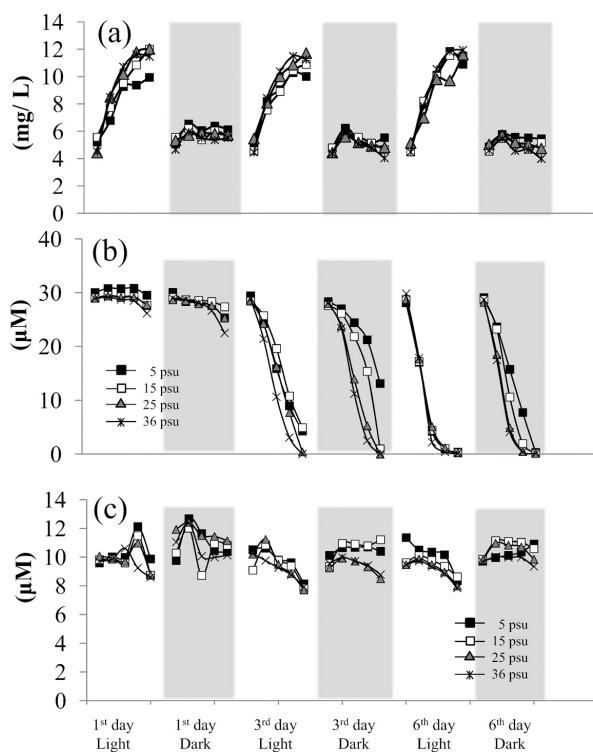 (a)
(mg/ L)
14
12
10
8
6
4
2
0
(b)
(µM)
40
30
20
10
0
5 psu
15 psu
25 psu
36 psu
(c)
(µM)
14
12
10
8
6
4
2
0
5 psu
15 psu
25 psu
36 psu
1st day Light
1st day Dark
3rd day Light
3rd day Dark
6th day Light
6th day Dark